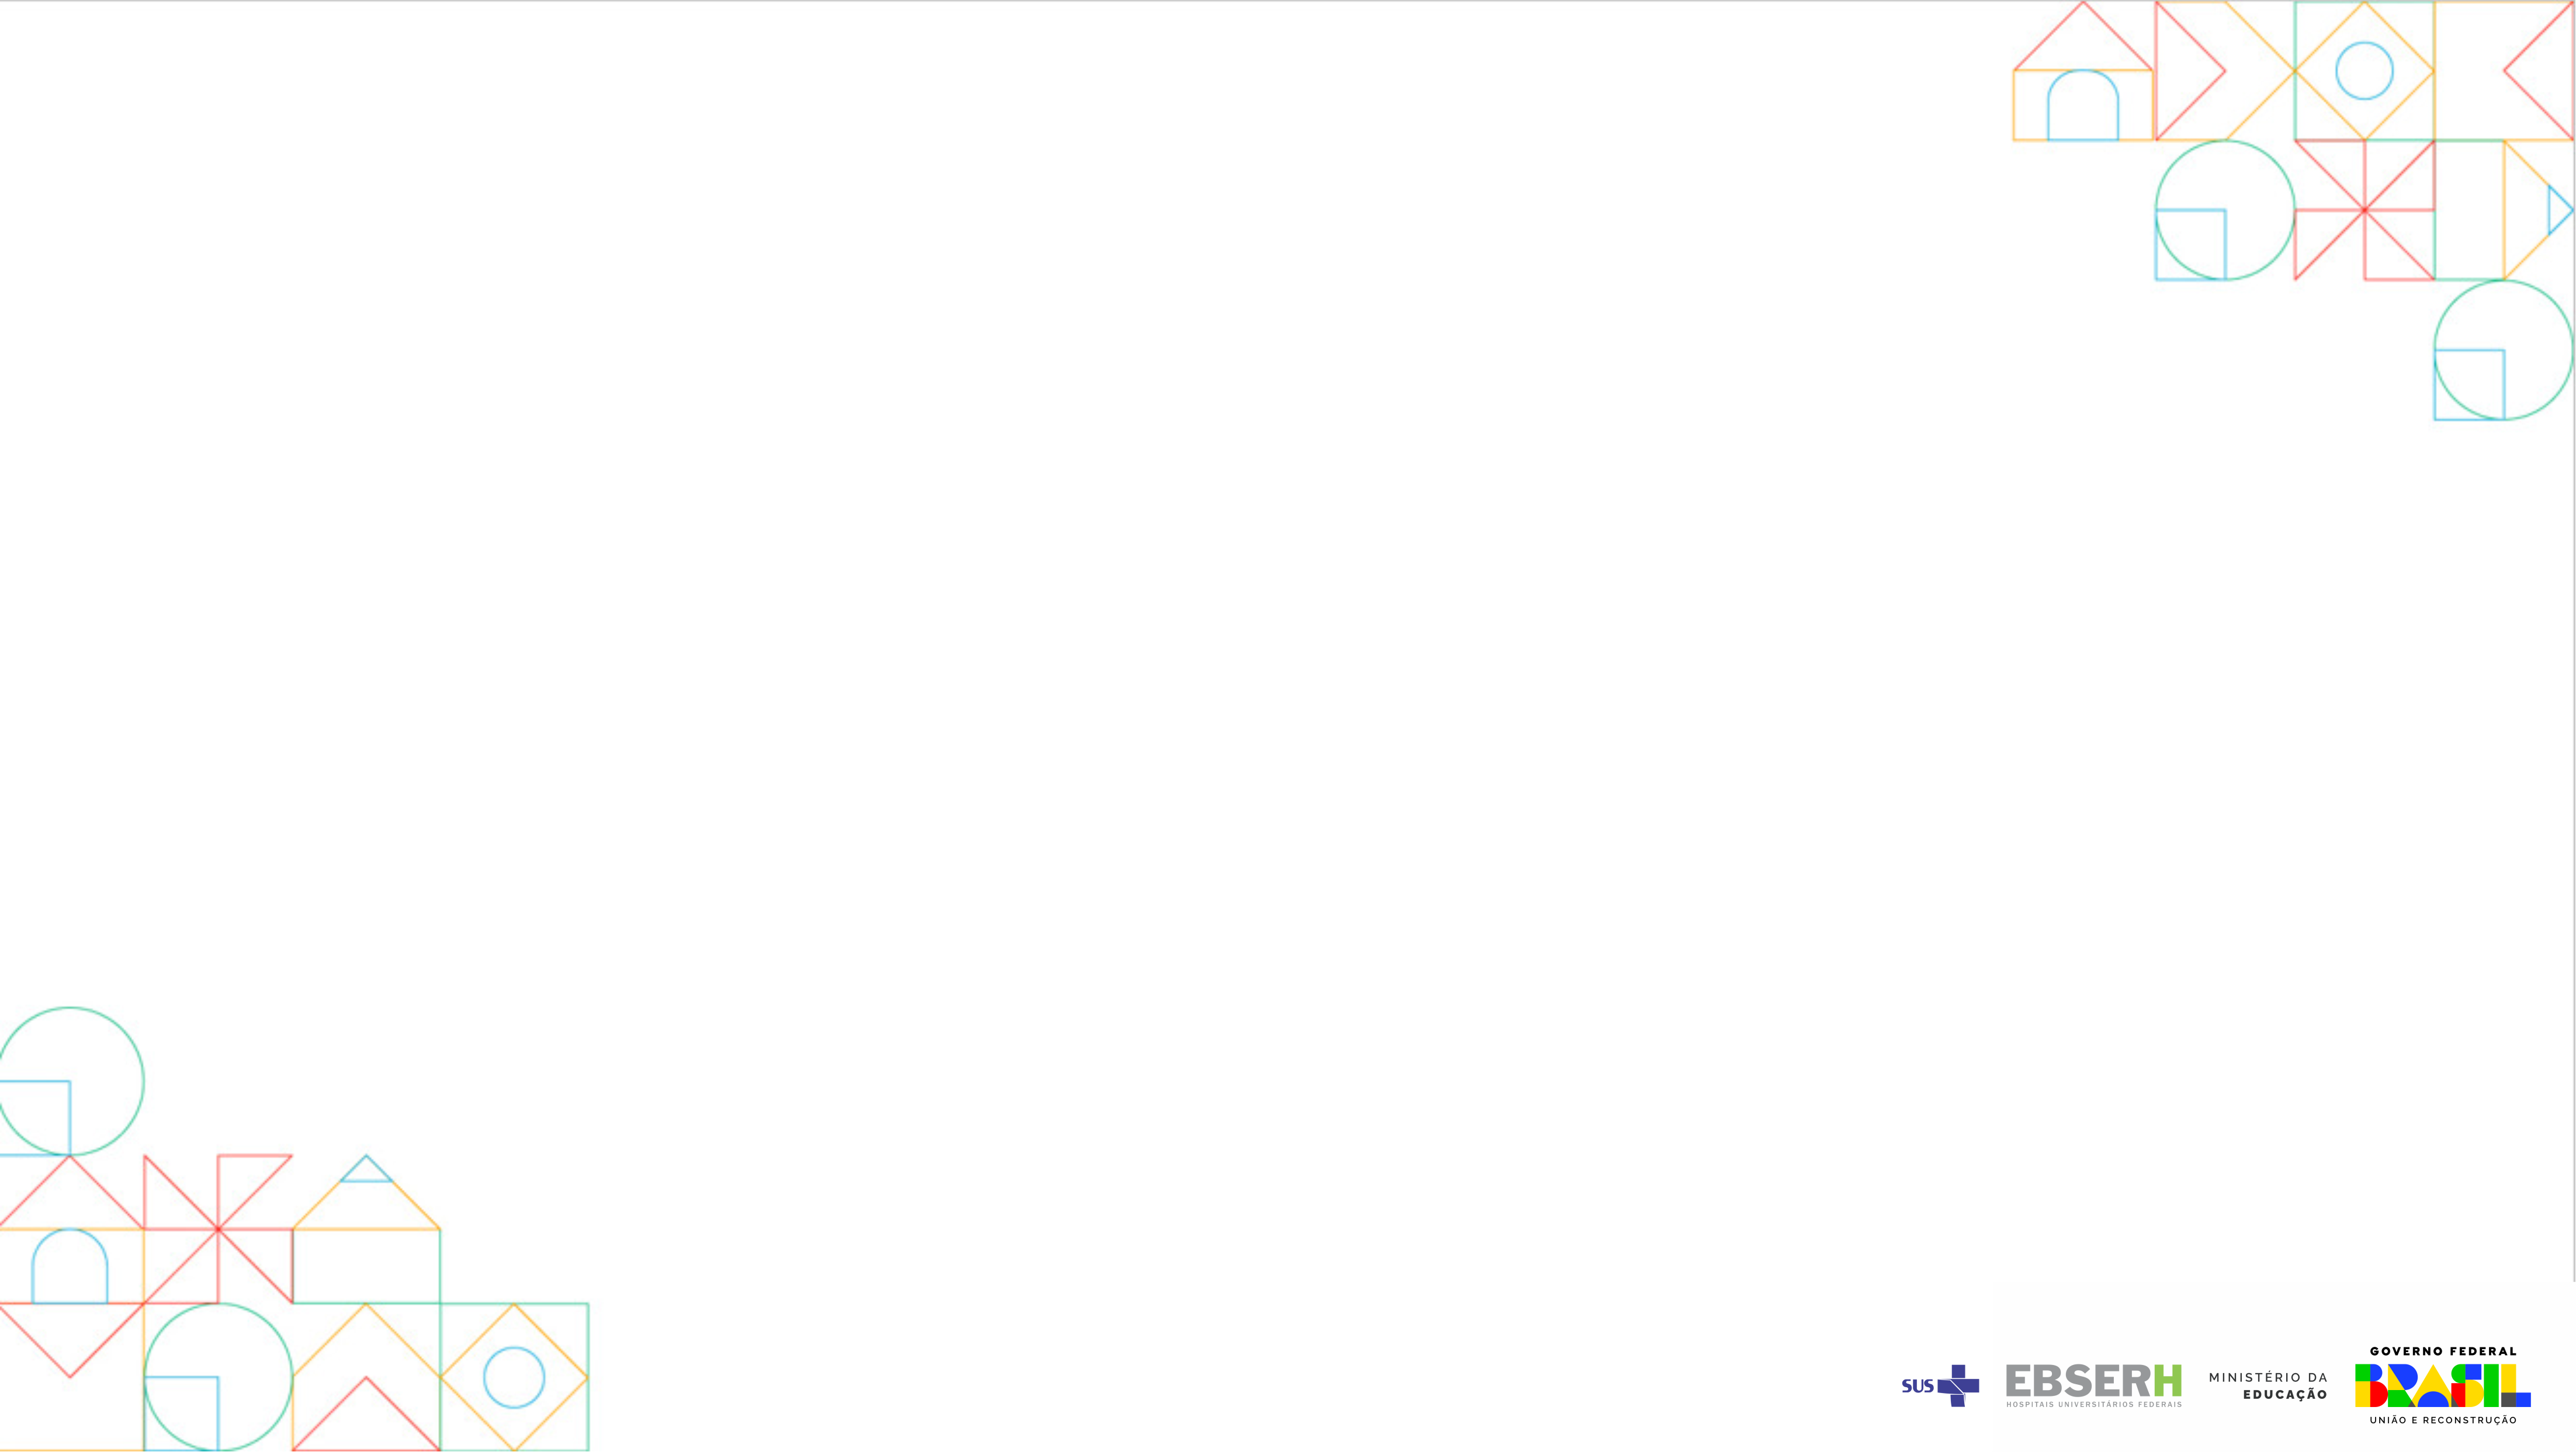 SUS
EBSERH
HOSPITAIS UNIVERSITÁRIOS FEDERAIS
MINISTÉRIO DA
EDUCAÇÃO
GOVERNO FEDERAL
BRASIL
UNIÃO E RECONSTRUÇÃO